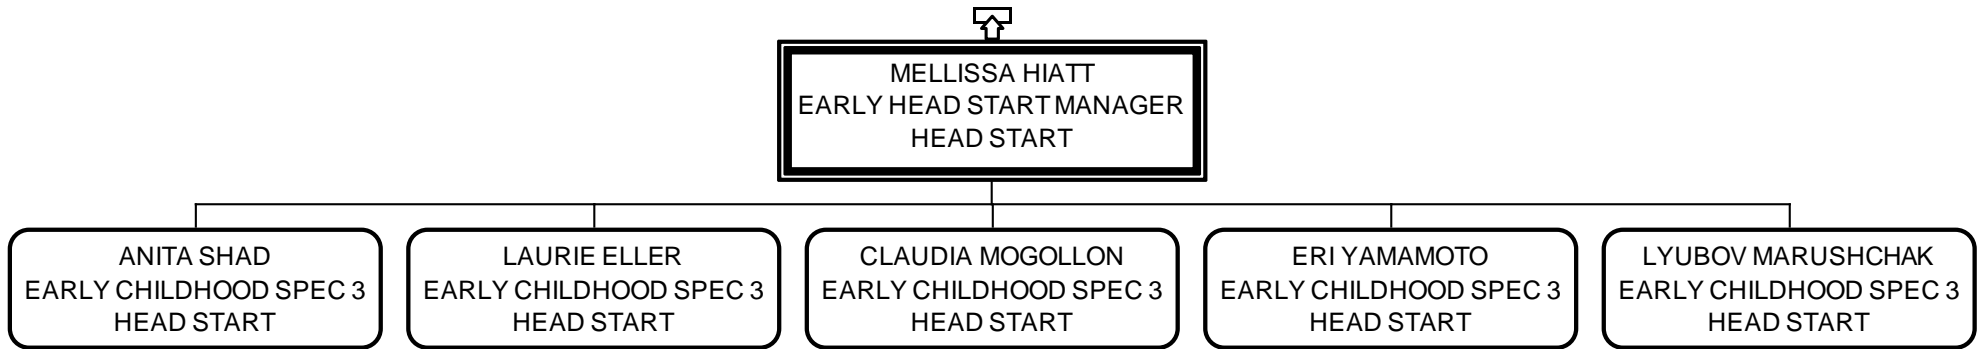 MELLISSA HIATT
EARLY HEAD START MANAGER
HEAD START
ANITA SHAD
EARLY CHILDHOOD SPEC 3
HEAD START
LAURIE ELLER
EARLY CHILDHOOD SPEC 3
HEAD START
CLAUDIA MOGOLLON
EARLY CHILDHOOD SPEC 3
HEAD START
ERI YAMAMOTO
EARLY CHILDHOOD SPEC 3
HEAD START
LYUBOV MARUSHCHAK
EARLY CHILDHOOD SPEC 3
HEAD START